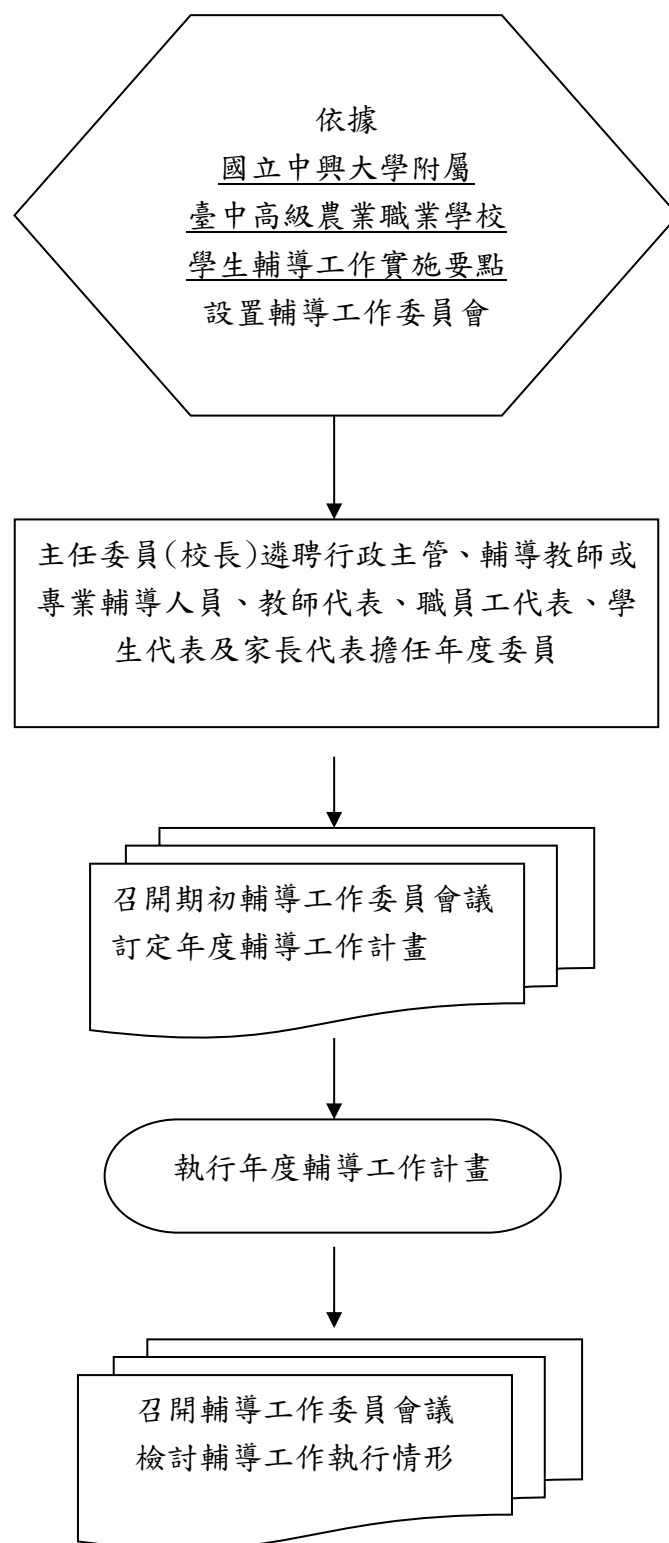 依據
國立中興大學附屬
臺中高級農業職業學校
學生輔導工作實施要點
設置輔導工作委員會
主任委員(校長)遴聘行政主管、輔導教師或
專業輔導人員、教師代表、職員工代表、學
生代表及家長代表擔任年度委員
召開期初輔導工作委員會議
訂定年度輔導工作計畫
執行年度輔導工作計畫
召開輔導工作委員會議
檢討輔導工作執行情形